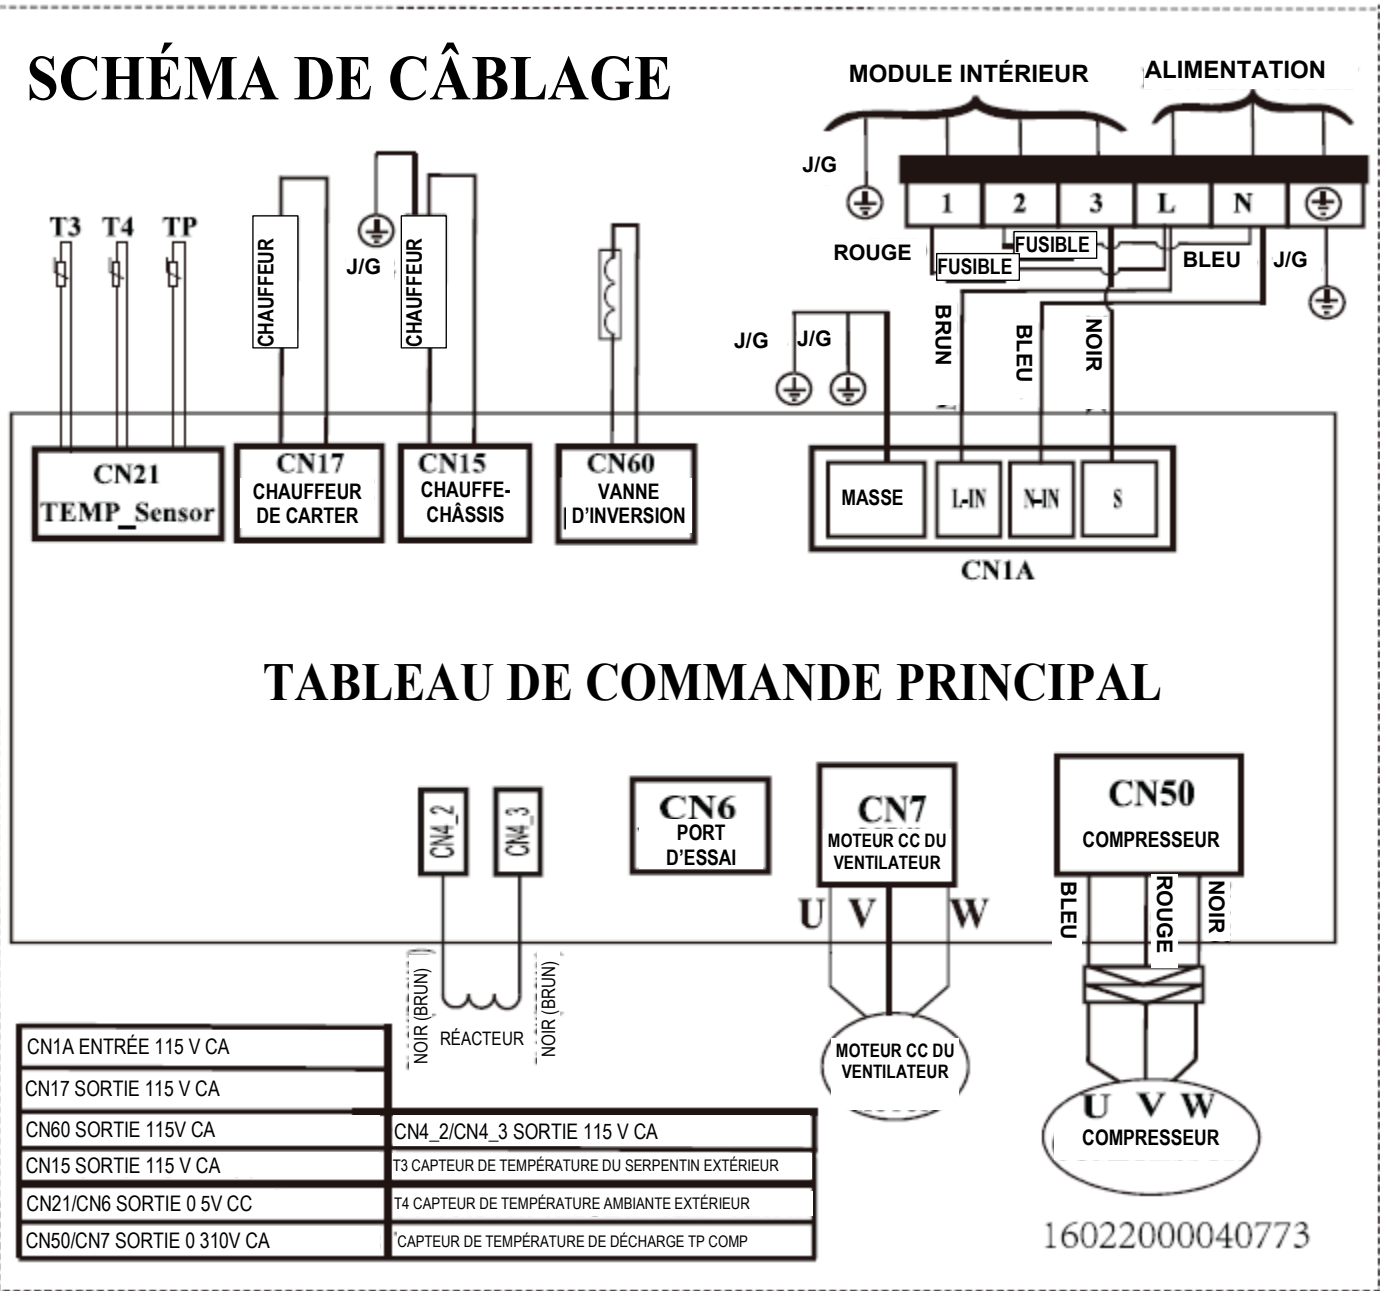 SCHÉMA DE CÂBLAGE
MODULE INTÉRIEUR
ALIMENTATION
J/G
1 2 3 L N
ROUGE
FUSIBLE
FUSIBLE
BLEU
J/G
T3 T4 TP
CHAUFFEUR
J/G
CHAUFFEUR
J/G
J/G
BRUN
BLEU
NOIR
CN21
TEMP_Sensor
CN17
CHAUFFEUR
DE CARTER
CN15
CHAUFFE-
CHÂSSIS
CN60
VANNE
D'INVERSION
MASSE
L-IN
N-IN
S
CN1A
TABLEAU DE COMMANDE PRINCIPAL
CN4_2
CN4_3
CN6
PORT
D'ESSAI
CN7
MOTEUR CC DU
VENTILATEUR
CN50
COMPRESSEUR
U V W
BLEU
ROUGE
NOIR
NOIR (BRUN)
RÉACTEUR
NOIR (BRUN)
MOTEUR CC DU
VENTILATEUR
U V W
COMPRESSEUR
CN1A ENTRÉE 115 V CA
CN17 SORTIE 115 V CA
CN60 SORTIE 115V CA
CN4_2/CN4_3 SORTIE 115 V CA
CN15 SORTIE 115 V CA
T3 CAPTEUR DE TEMPÉRATURE DU SERPENTIN EXTÉRIEUR
CN21/CN6 SORTIE 0 5V CC
T4 CAPTEUR DE TEMPÉRATURE AMBIANTE EXTÉRIEUR
CN50/CN7 SORTIE 0 310V CA
CAPTEUR DE TEMPÉRATURE DE DÉCHARGE TP COMP
16022000040773